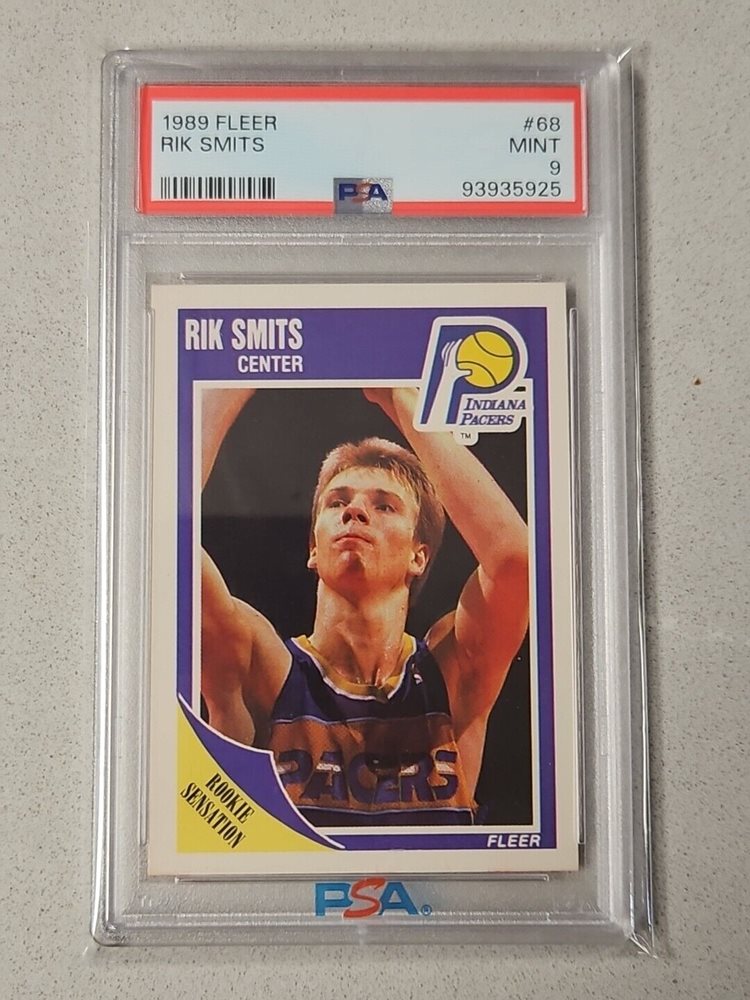 1989 FLEER #68
RIK SMITS MINT
9
93935925
PSA
RIK SMITS
CENTER
INDIANA
PACERS
TM
PACERS
ROOKIE
SENSATION
FLEER
PSA®